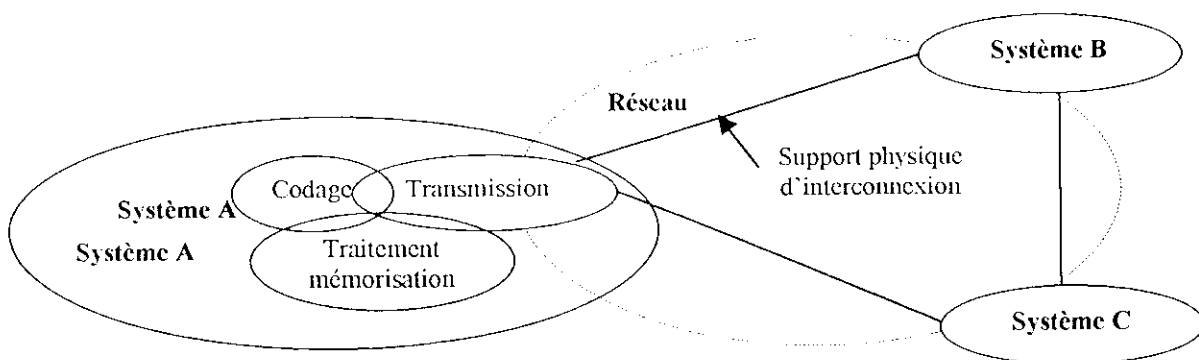 Système B
Réseau
Support physique
d'interconnexion
Codage
Transmission
Système A
Système A
Traitement
mémorisation
Système C